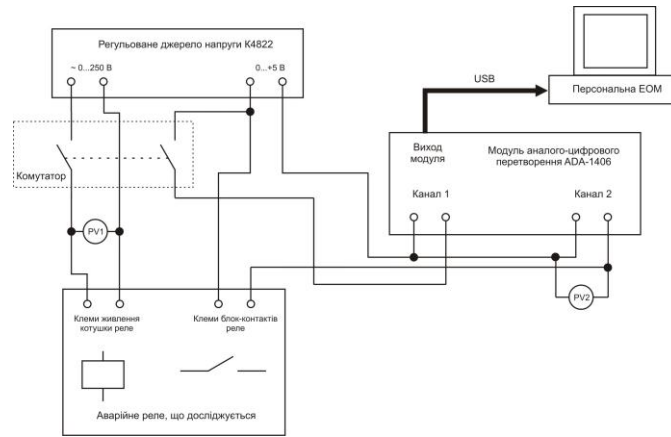 Регульоване джерело напруги К4822
~ 0...250 В
0...+5 В
USB
Персональна ЕОМ
Вихід
модуля
Модуль аналого-цифрового
перетворення ADA-1406
Комутатор
Канал 1
Канал 2
PV1
PV2
Клеми живлення
котушки реле
Клеми блок-контактів
реле
Аварійне реле, що досліджується